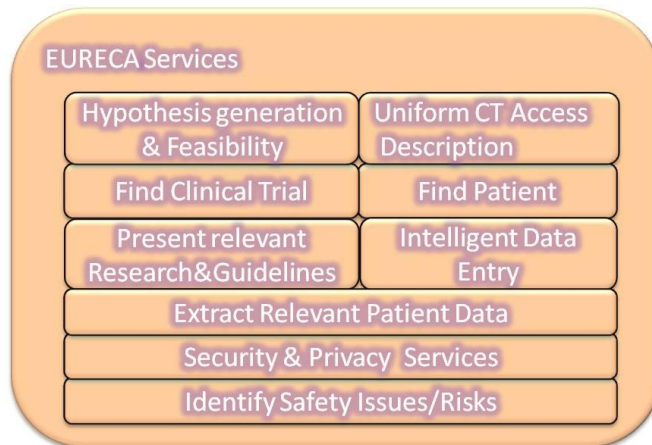 EURECA Services
Hypothesis generation
& Feasibility
Uniform CT Access
Description
Find Clinical Trial
Find Patient
Present relevant
Research&Guidelines
Intelligent Data
Entry
Extract Relevant Patient Data
Security & Privacy Services
Identify Safety Issues/Risks